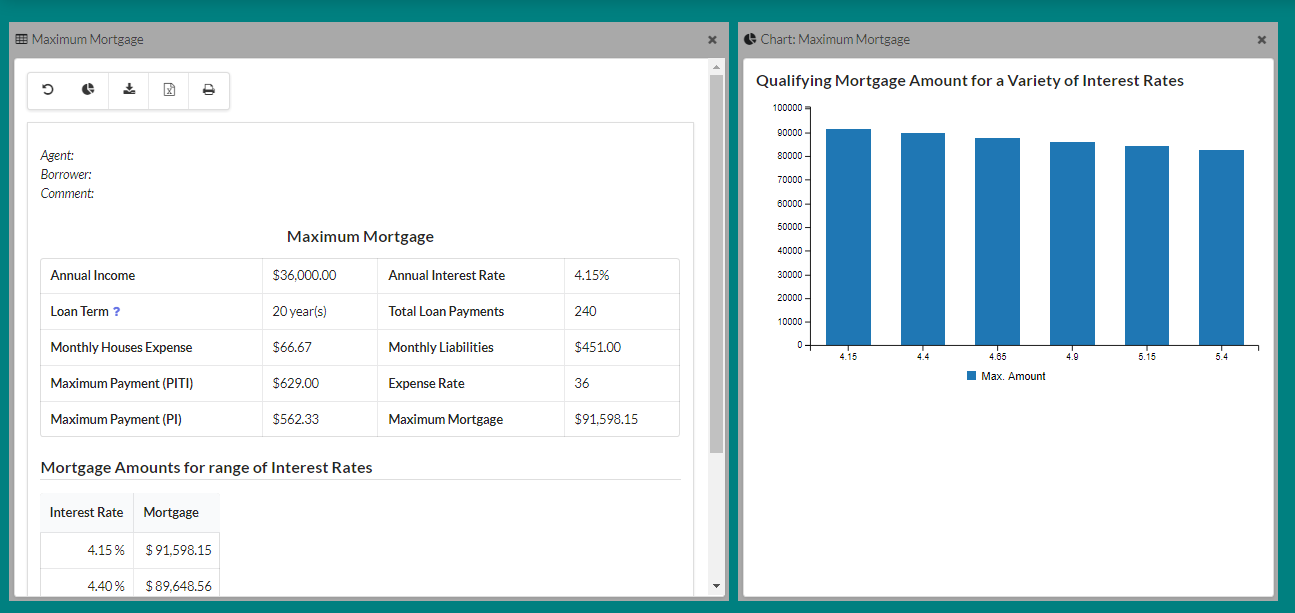 Maximum Mortgage
Agent:
Borrower:
Comment:
Maximum Mortgage
Annual Income $36,000.00 Annual Interest Rate 4.15%
Loan Term ? 20 year(s) Total Loan Payments 240
Monthly Houses Expense $66.67 Monthly Liabilities $451.00
Maximum Payment (PITI) $629.00 Expense Rate 36
Maximum Payment (PI) $562.33 Maximum Mortgage $91,598.15
Mortgage Amounts for range of Interest Rates
Interest Rate Mortgage
4.15 % $ 91,598.15
4.40 % $ 89,648.56
Chart: Maximum Mortgage
Qualifying Mortgage Amount for a Variety of Interest Rates
100000
90000
80000
70000
60000
50000
40000
30000
20000
10000
0
4.15 4.4 4.65 4.9 5.15 5.4
Max. Amount